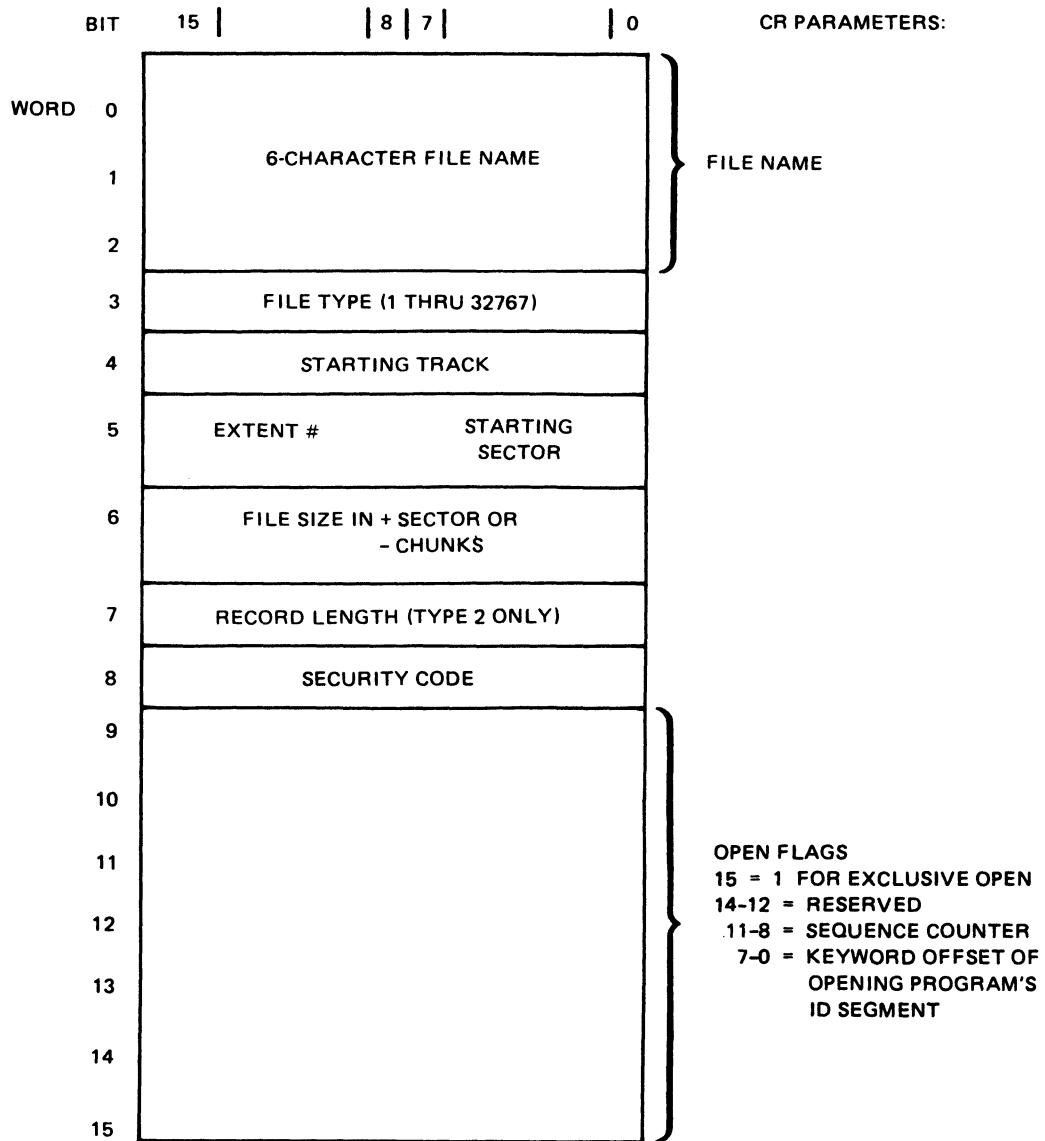 BIT 15 8 7 0 CR PARAMETERS:
WORD 0
6-CHARACTER FILE NAME FILE NAME
1
2
3 FILE TYPE (1 THRU 32767)
4 STARTING TRACK
5 EXTENT # STARTING
SECTOR
6 FILE SIZE IN + SECTOR OR
- CHUNKS
7 RECORD LENGTH (TYPE 2 ONLY)
8 SECURITY CODE
9
10
11
12
13
14
15
OPEN FLAGS
15 = 1 FOR EXCLUSIVE OPEN
14-12 = RESERVED
11-8 = SEQUENCE COUNTER
7-0 = KEYWORD OFFSET OF
OPENING PROGRAM'S
ID SEGMENT